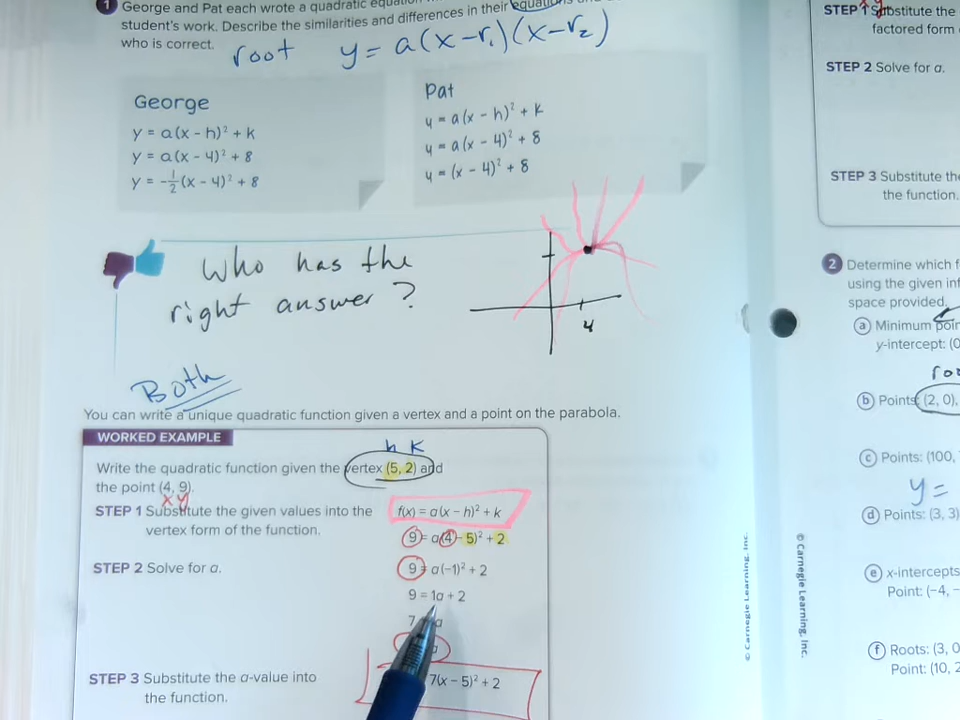 1 George and Pat each wrote a quadratic
student's work. Describe the similarities and differences in their equations
who is correct.
root y = a(x-r₁)(x-r₂)
George
y = a(x - h)² + k
y = a(x - 4)² + 8
y = -½(x - 4)² + 8
Pat
y = a(x - h)² + k
y = a(x - 4)² + 8
y = (x - 4)² + 8
Who has the
right answer?
4
Both
You can write a unique quadratic function given a vertex and a point on the parabola.
WORKED EXAMPLE
h K
Write the quadratic function given the vertex (5, 2) and
the point (4, 9).
x y
STEP 1 Substitute the given values into the
vertex form of the function.
f(x) = a(x - h)² + k
9 = a(4 - 5)² + 2
STEP 2 Solve for a.
9 = a(-1)² + 2
9 = 1a + 2
7
a
STEP 3 Substitute the a-value into
the function.
7(x - 5)² + 2
© Carnegie Learning, Inc.
STEP 1 Substitute the
factored form
STEP 2 Solve for a.
STEP 3 Substitute the
the function.
2 Determine which
using the given
space provided.
a Minimum
y-intercept: (0
b Points: (2, 0),
c Points: (100,
y =
d Points: (3, 3)
e x-intercepts
Point: (-4, -
f Roots: (3, 0
Point: (10, 2
© Carnegie Learning, Inc.